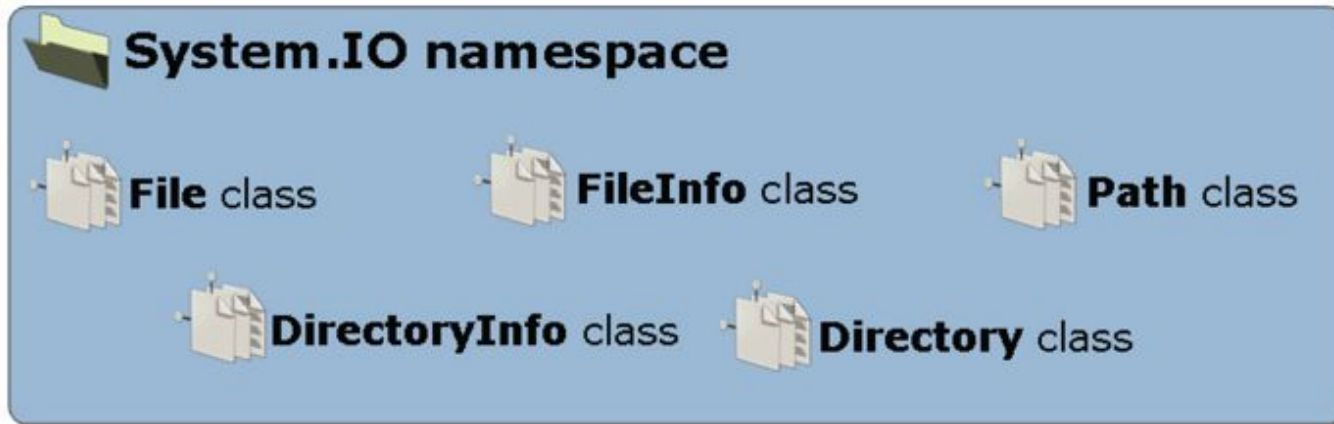 System.IO namespace
File class
FileInfo class
Path class
DirectoryInfo class
Directory class